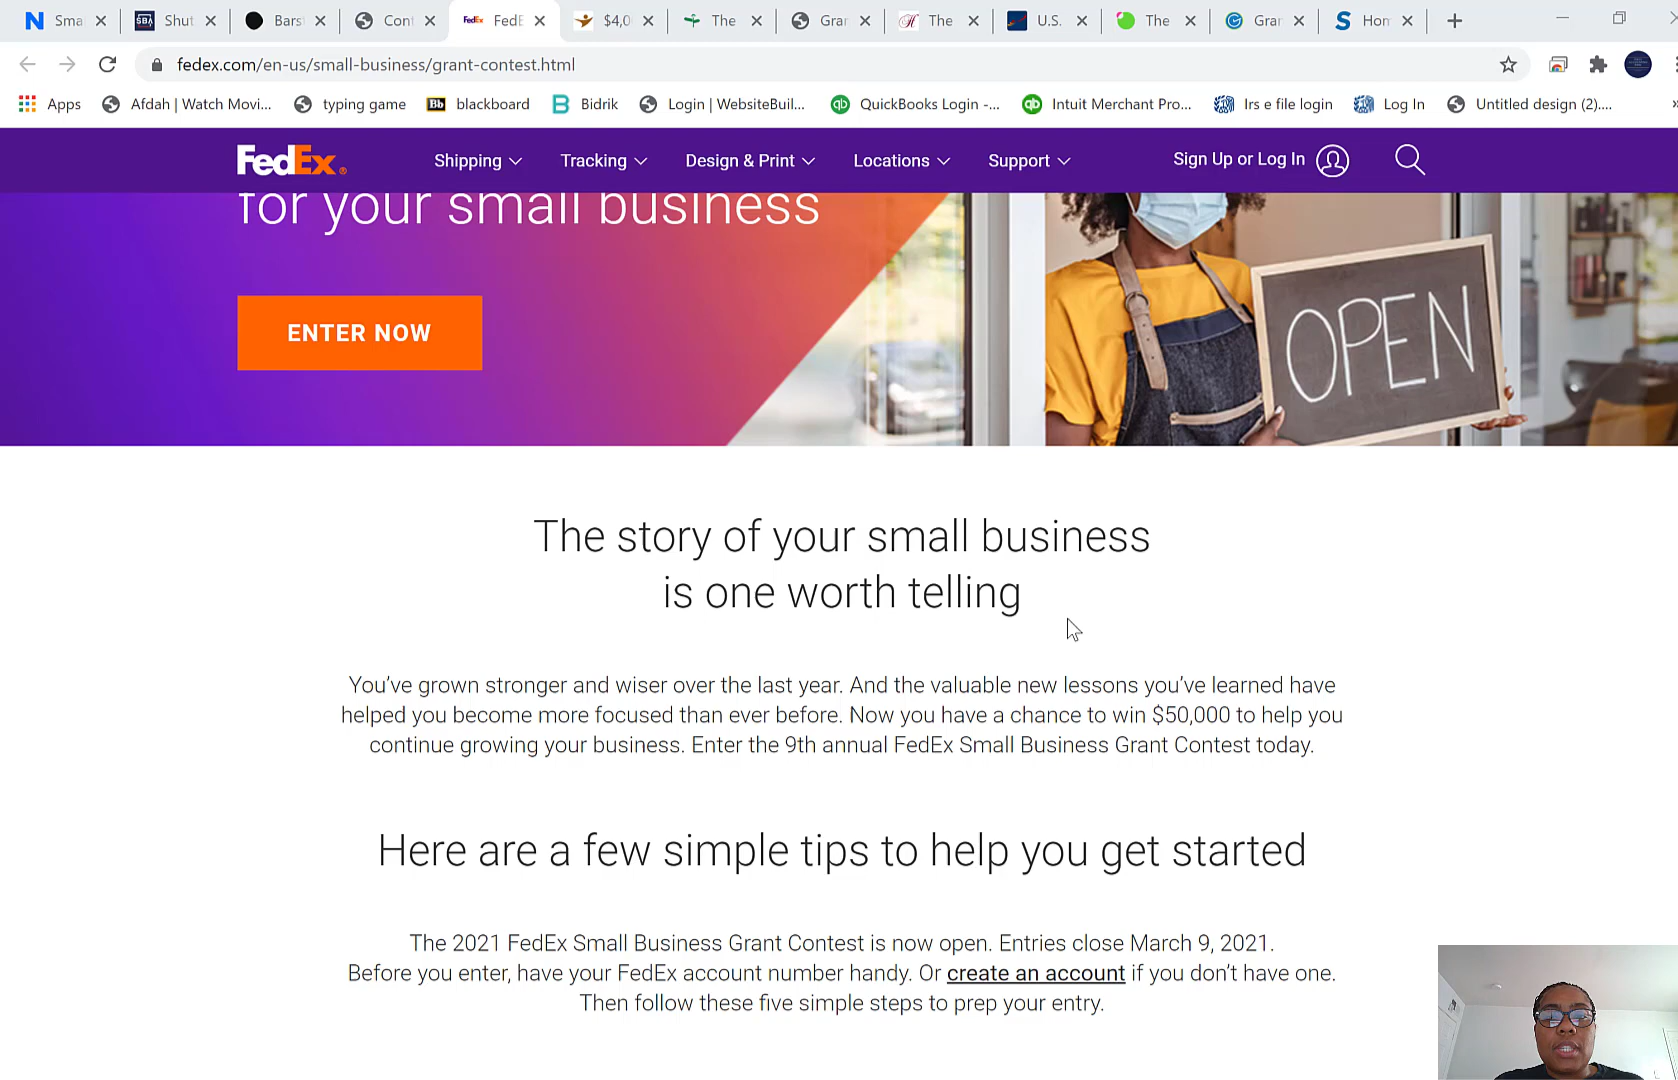 Sma
SBA
Shut
Bars
Cont
FedEx
FedE
$4,0
The
Gran
The
U.S.
The
Gran
Hom
fedex.com/en-us/small-business/grant-contest.html
Apps
Afdah | Watch Movi...
typing game
Bb
blackboard
Bidrik
Login | WebsiteBuil...
qb
QuickBooks Login -...
qb
Intuit Merchant Pro...
Irs e file login
Log In
Untitled design (2)....
»
FedEx®
Shipping
Tracking
Design & Print
Locations
Support
Sign Up or Log In
for your small business
ENTER NOW
OPEN
The story of your small business
is one worth telling
You’ve grown stronger and wiser over the last year. And the valuable new lessons you’ve learned have
helped you become more focused than ever before. Now you have a chance to win $50,000 to help you
continue growing your business. Enter the 9th annual FedEx Small Business Grant Contest today.
Here are a few simple tips to help you get started
The 2021 FedEx Small Business Grant Contest is now open. Entries close March 9, 2021.
Before you enter, have your FedEx account number handy. Or create an account if you don’t have one.
Then follow these five simple steps to prep your entry.